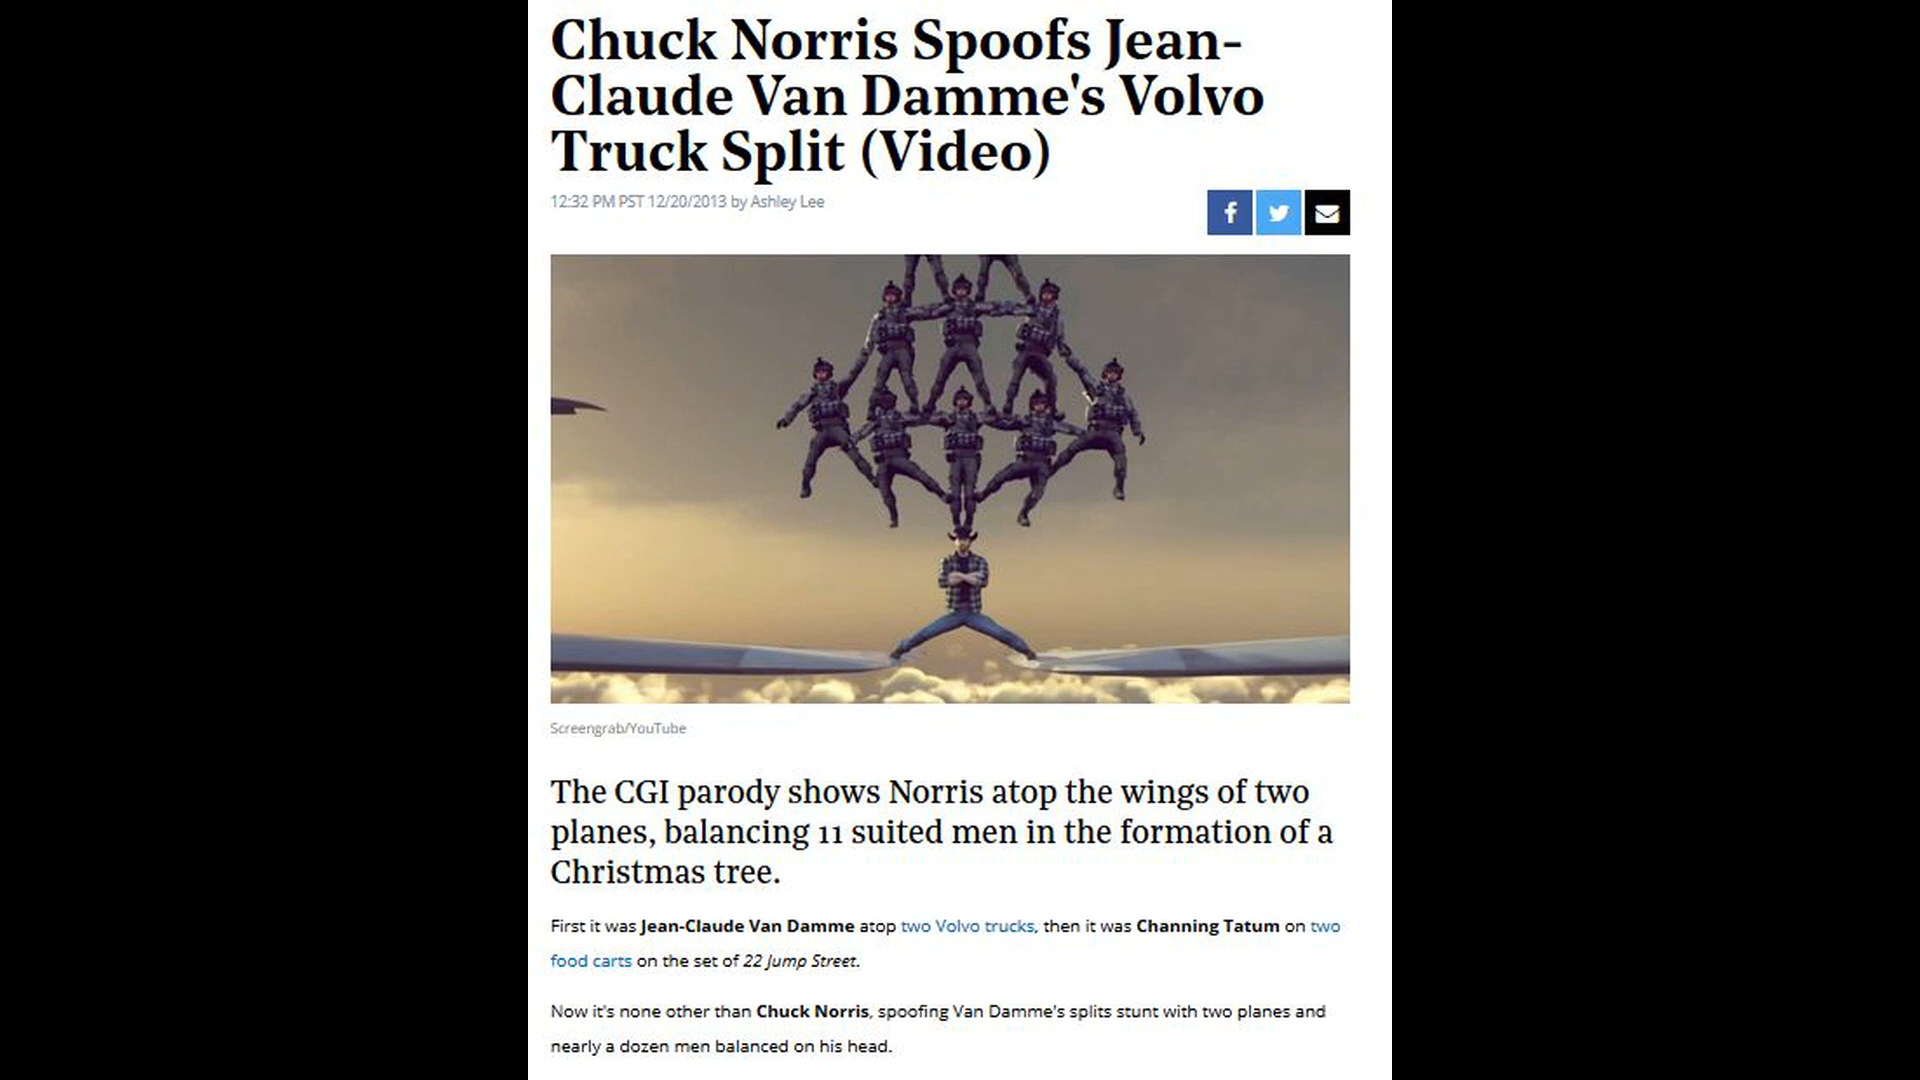 Chuck Norris Spoofs Jean-
Claude Van Damme's Volvo
Truck Split (Video)
12:32 PM PST 12/20/2013 by Ashley Lee
Screengrab/YouTube
The CGI parody shows Norris atop the wings of two
planes, balancing 11 suited men in the formation of a
Christmas tree.
First it was Jean-Claude Van Damme atop two Volvo trucks, then it was Channing Tatum on two
food carts on the set of 22 Jump Street.
Now it's none other than Chuck Norris, spoofing Van Damme's splits stunt with two planes and
nearly a dozen men balanced on his head.